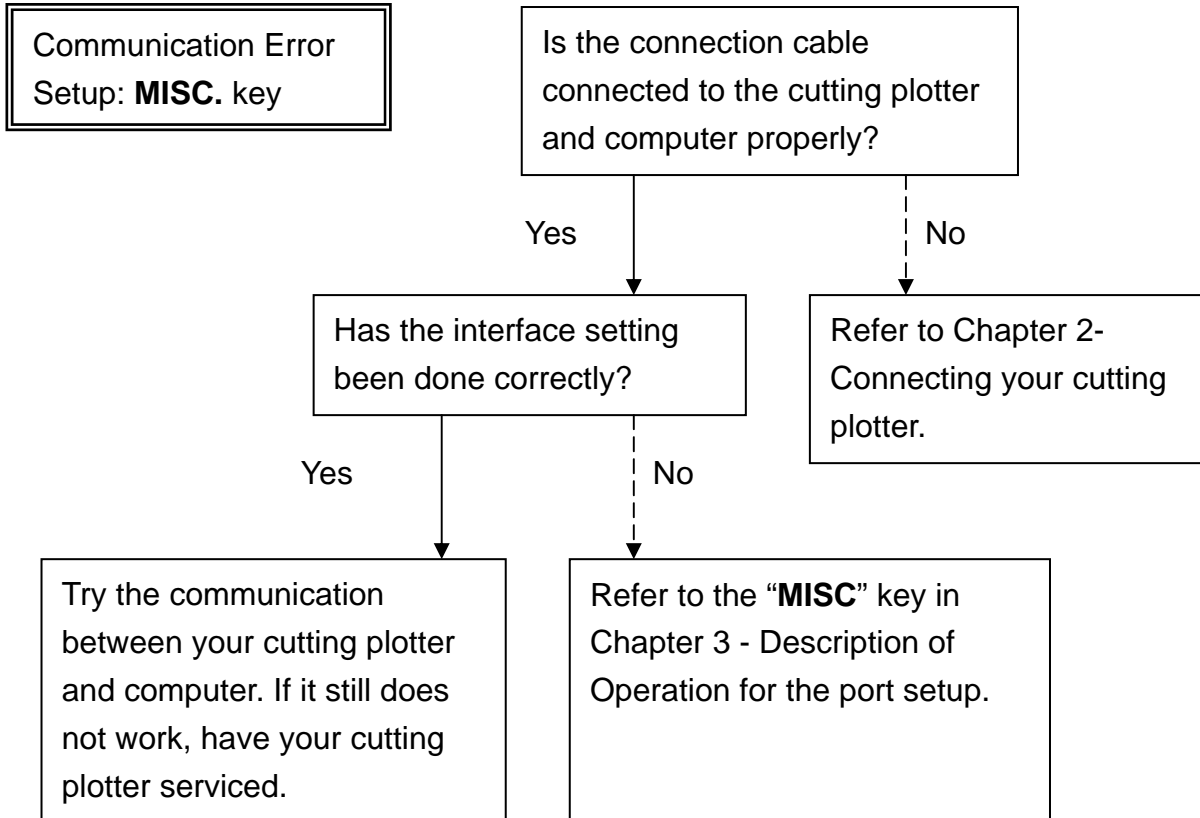 Communication Error
Setup: MISC. key
Is the connection cable
connected to the cutting plotter
and computer properly?
Yes
No
Has the interface setting
been done correctly?
Refer to Chapter 2-
Connecting your cutting
plotter.
Yes
No
Try the communication
between your cutting plotter
and computer. If it still does
not work, have your cutting
plotter serviced.
Refer to the “MISC” key in
Chapter 3 - Description of
Operation for the port setup.